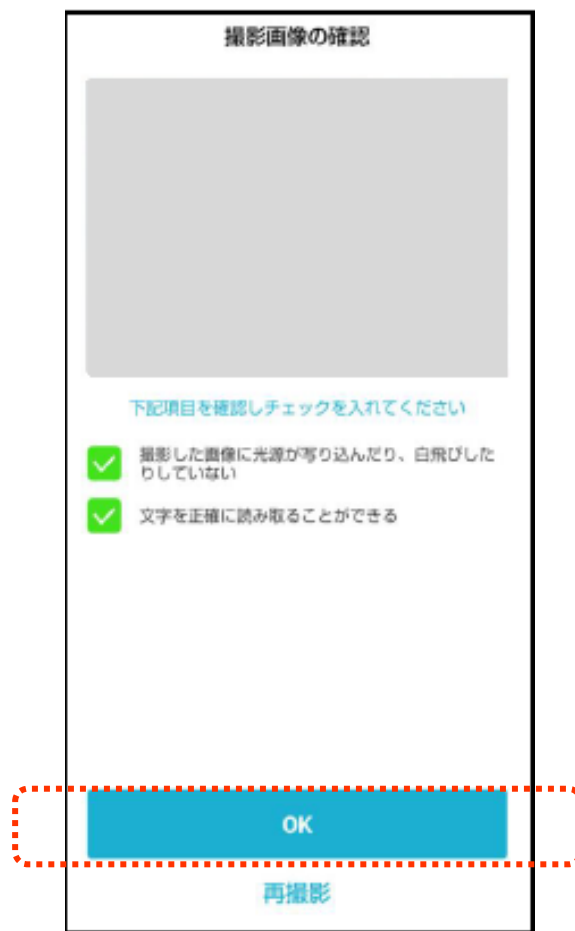 撮影画像の確認
下記項目を確認しチェックを入れてください
撮影した画像に光源が写り込んだり、白飛びした
りしていない
文字を正確に読み取ることができる
OK
再撮影